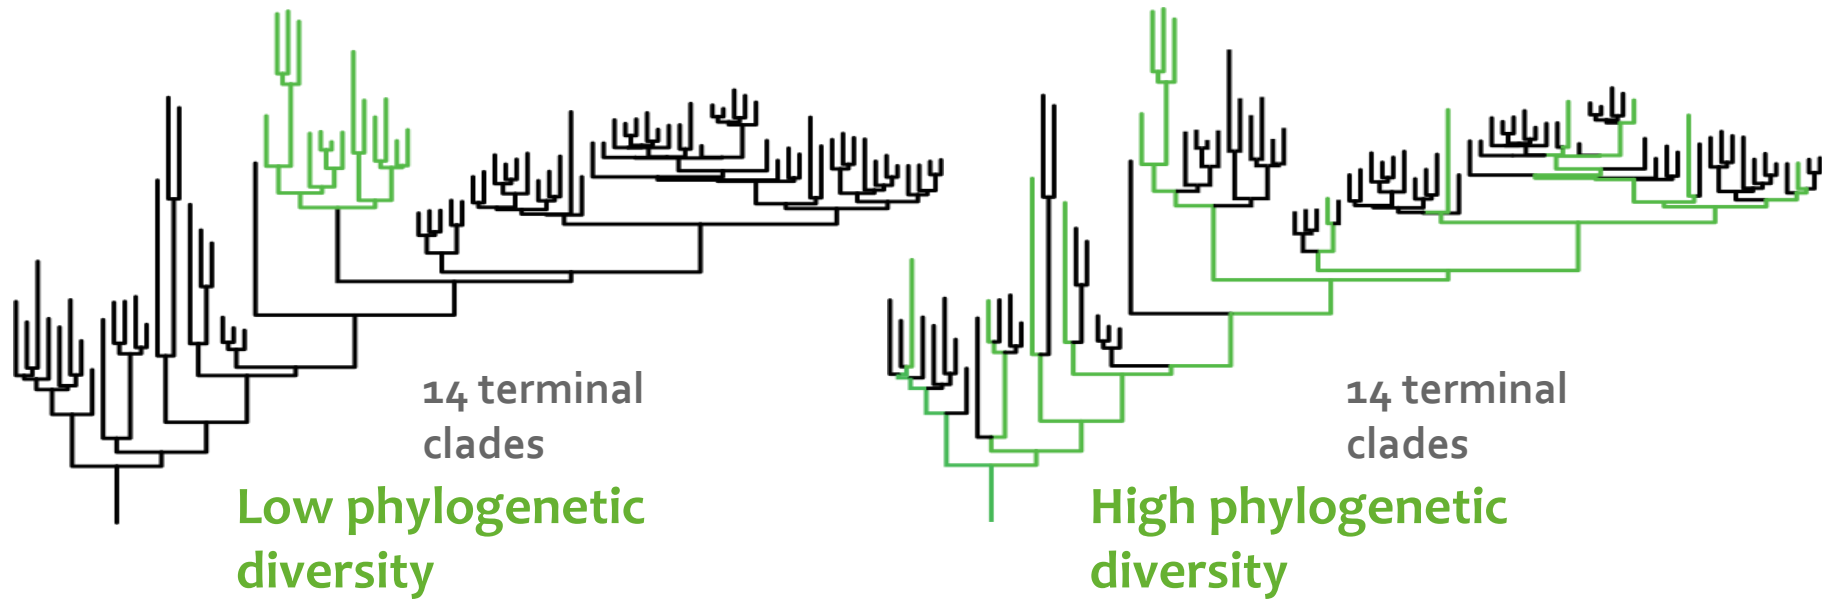 14 terminal
clades
Low phylogenetic
diversity
14 terminal
clades
High phylogenetic
diversity